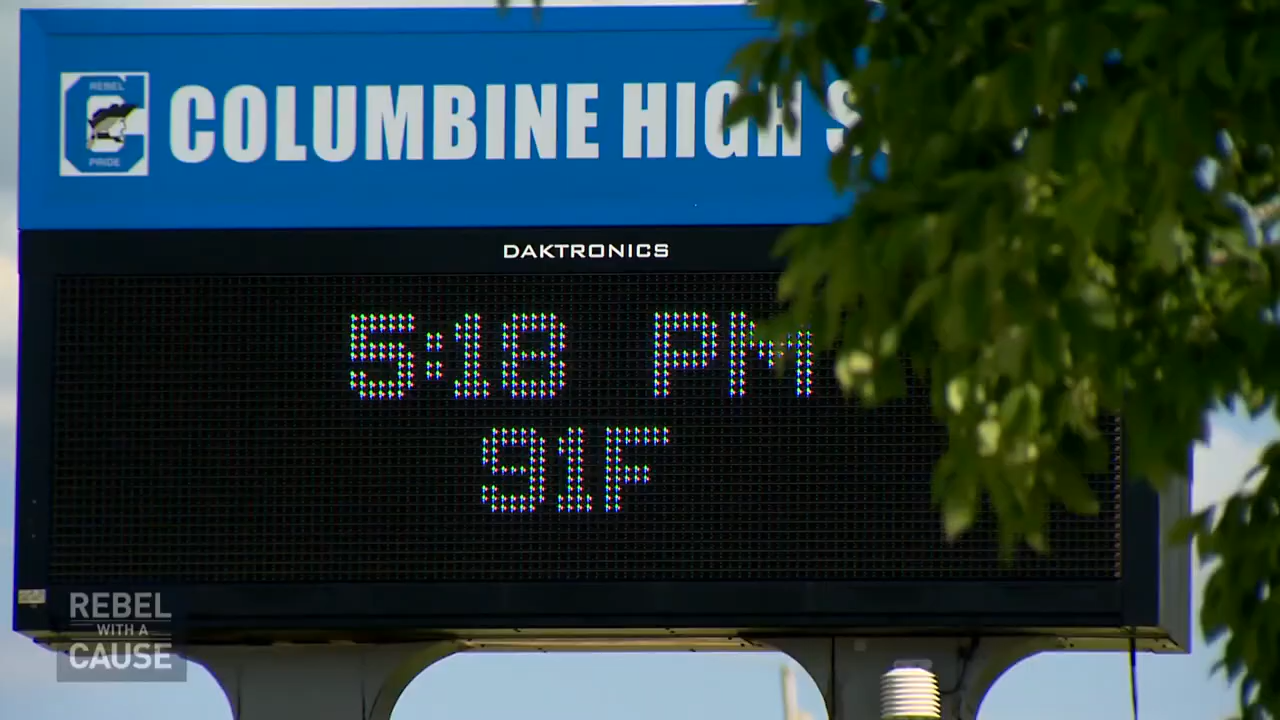 REBEL
PRIDE
COLUMBINE HIGH S
DAKTRONICS
5:18 PM
91F
REBEL
WITH A
CAUSE